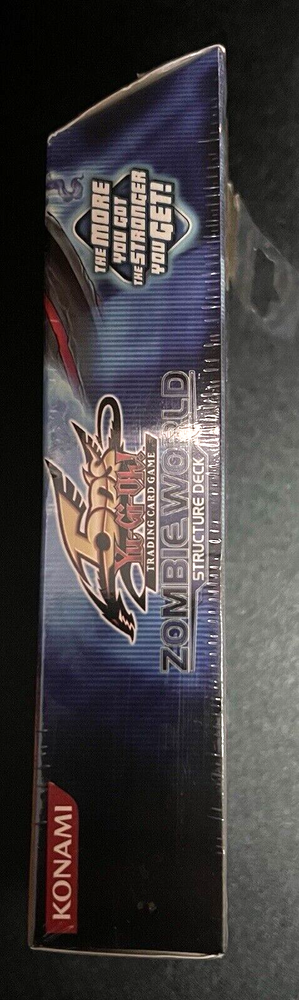 THE MORE
YOU GOT
THE STRONGER
YOU GET!
5D's
Yu-Gi-Oh!
TRADING CARD GAME
ZOMBIE WORLD
STRUCTURE DECK
KONAMI